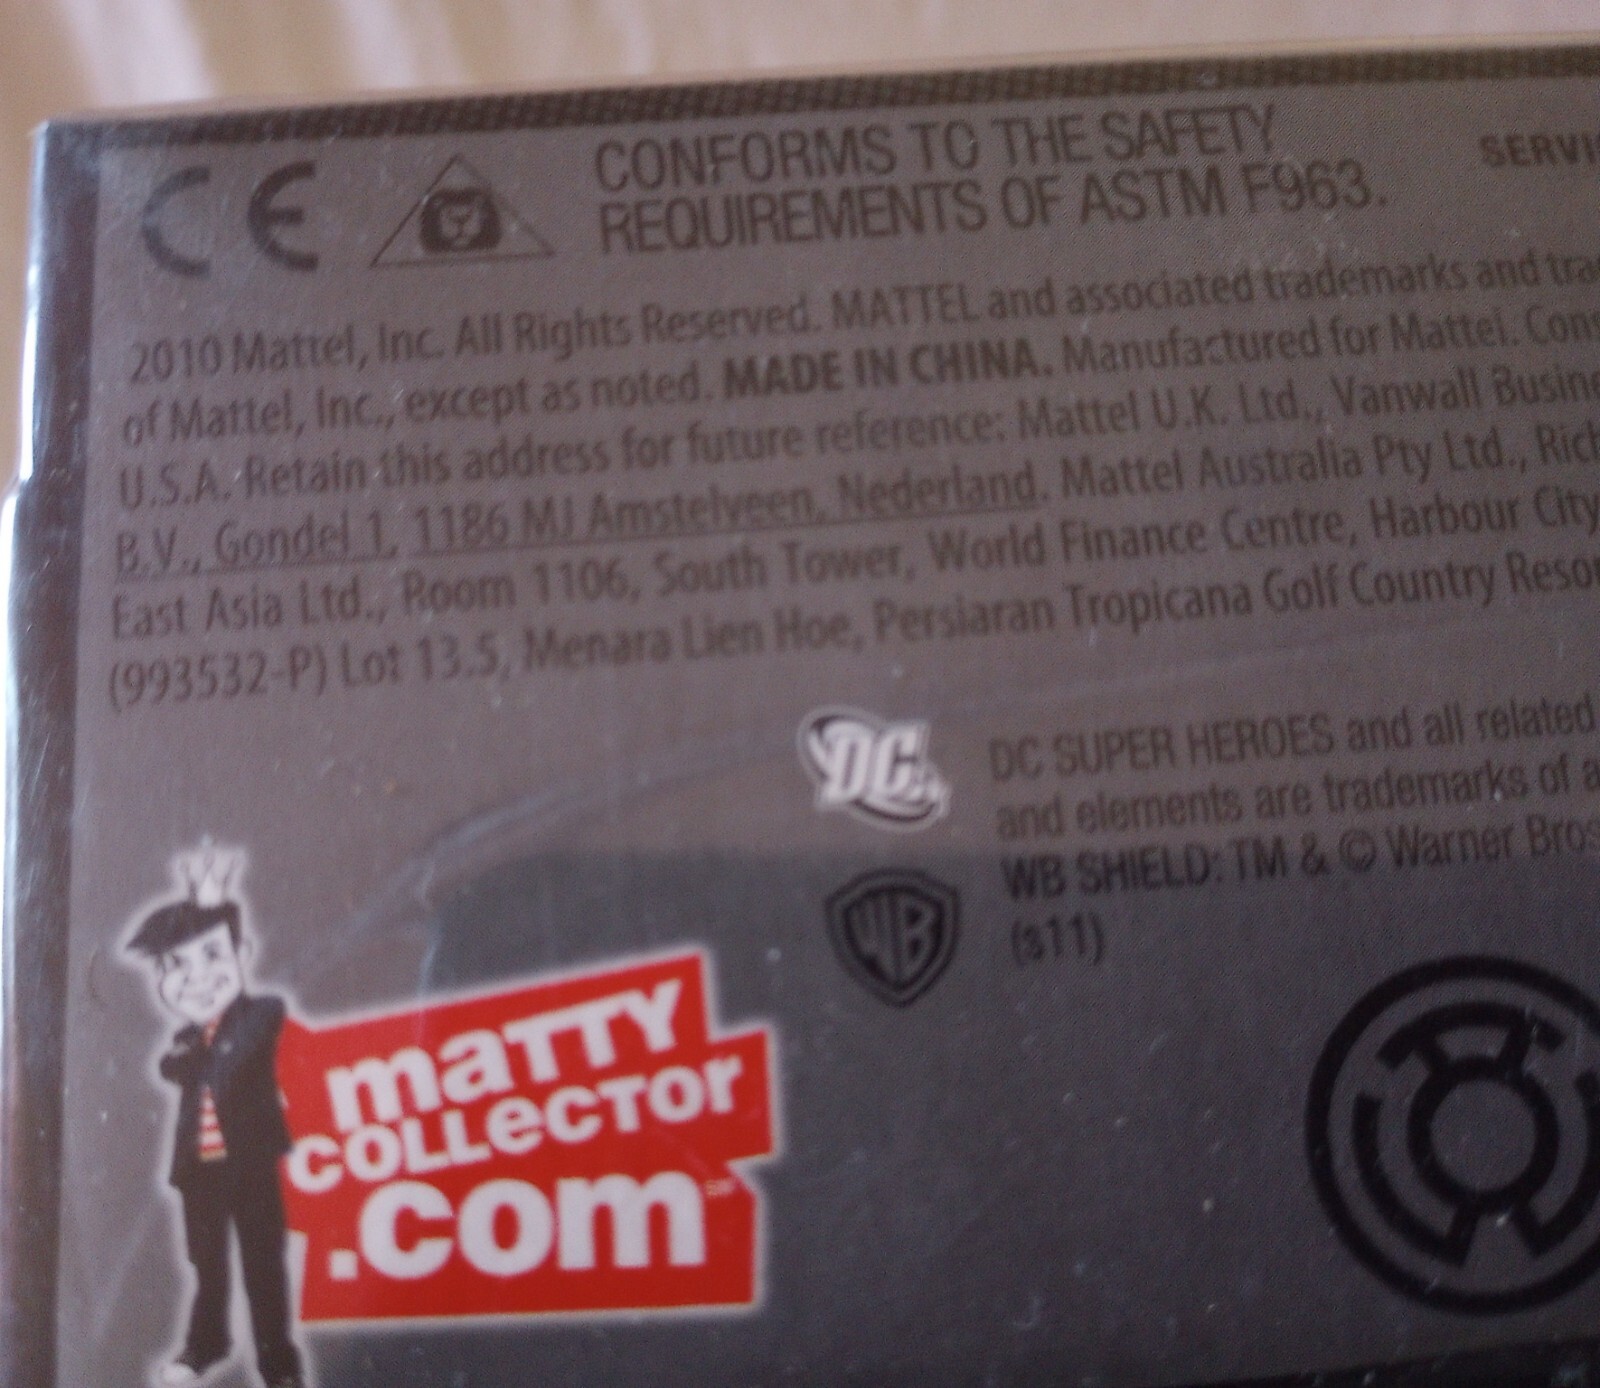 CE
CONFORMS TO THE SAFETY
REQUIREMENTS OF ASTM F963.
2010 Mattel, Inc. All Rights Reserved. MATTEL and associated trademarks and
of Mattel, Inc., except as noted. MADE IN CHINA. Manufactured for Mattel.
U.S.A. Retain this address for future reference: Mattel U.K. Ltd., Vanwall
B.V., Gondel 1, 1186 MJ Amstelveen, Nederland. Mattel Australia Pty Ltd.,
East Asia Ltd., Room 1106, South Tower, World Finance Centre, Harbour City
(993532-P) Lot 13.5, Menara Lien Hoe, Persiaran Tropicana Golf Country
DC
DC SUPER HEROES and all related
and elements are trademarks of
WB SHIELD: TM & © Warner
(s11)
WB
maTTY
COLLeCTOr
.com